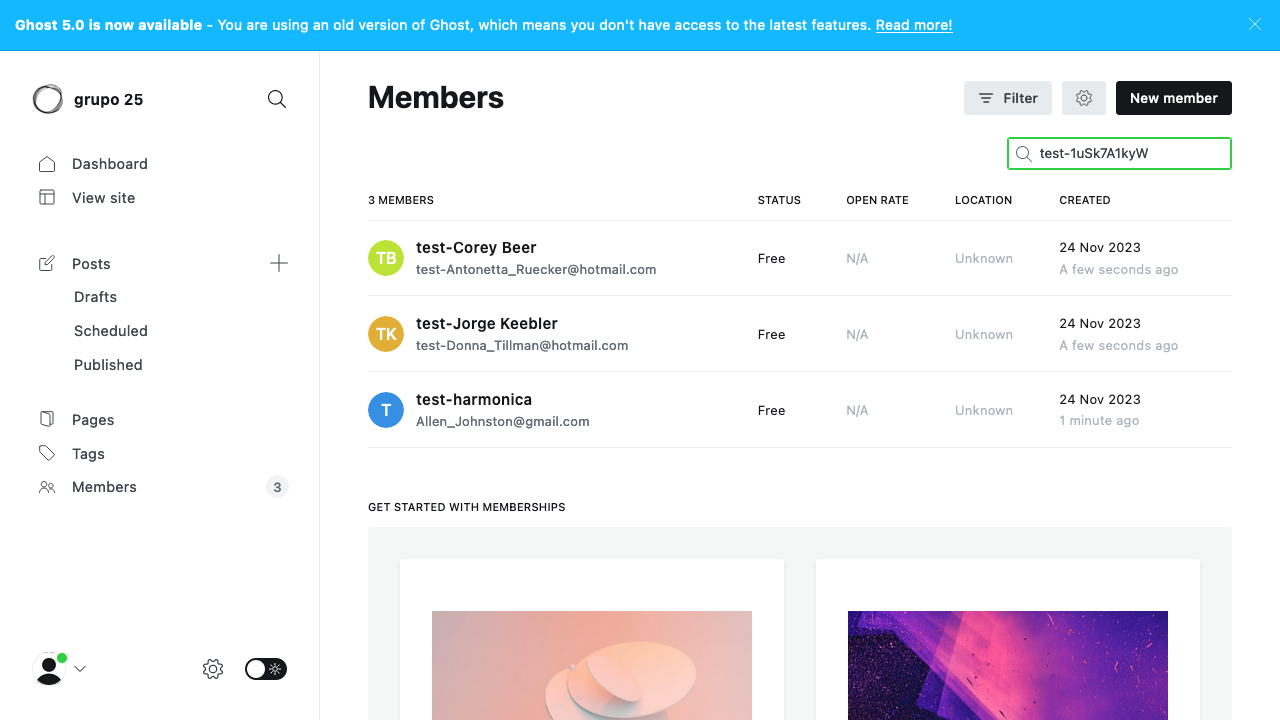 Ghost 5.0 is now available - You are using an old version of Ghost, which means you don't have access to the latest features. Read more!
grupo 25
Dashboard
View site
Posts
Drafts
Scheduled
Published
Pages
Tags
Members 3
Members
Filter
New member
test-1uSk7A1kyW
3 MEMBERS STATUS OPEN RATE LOCATION CREATED
TB test-Corey Beer test-Antonetta_Ruecker@hotmail.com Free N/A Unknown 24 Nov 2023 A few seconds ago
TK test-Jorge Keebler test-Donna_Tillman@hotmail.com Free N/A Unknown 24 Nov 2023 A few seconds ago
T test-harmonica Allen_Johnston@gmail.com Free N/A Unknown 24 Nov 2023 1 minute ago
GET STARTED WITH MEMBERSHIPS